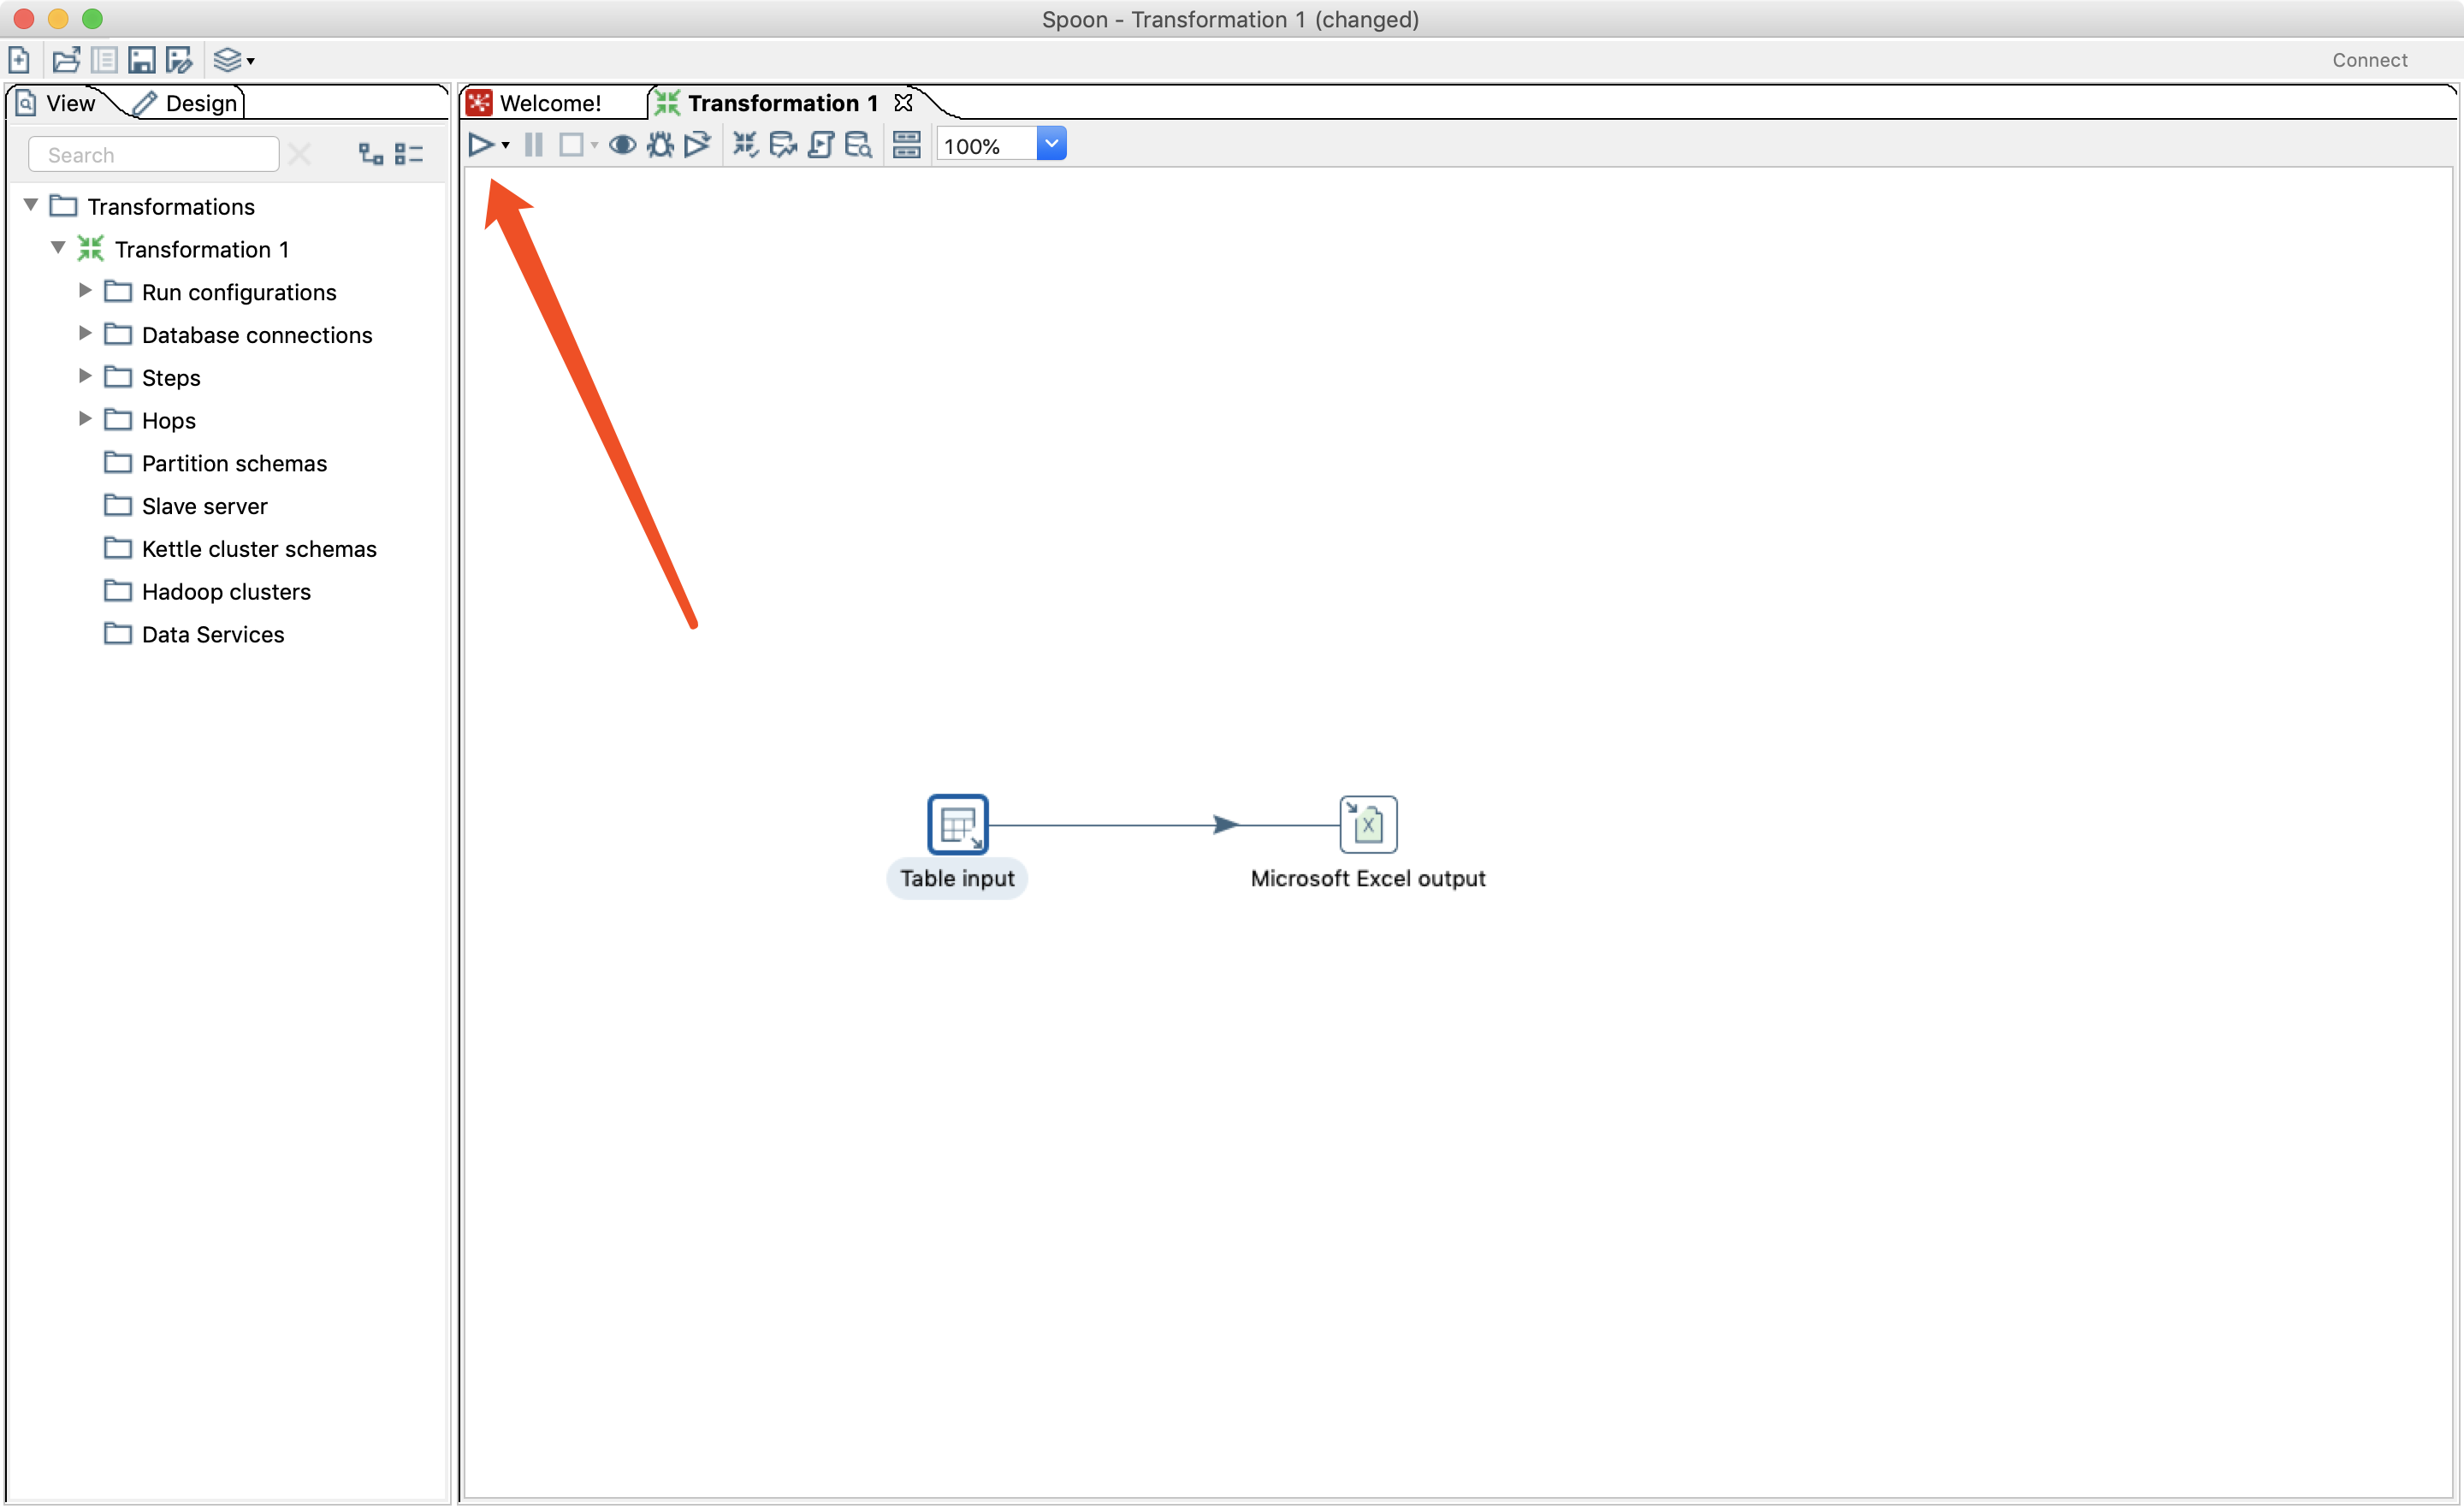 Spoon - Transformation 1 (changed)
Connect
View
Design
Welcome!
Transformation 1
Search
100%
Transformations
Transformation 1
Run configurations
Database connections
Steps
Hops
Partition schemas
Slave server
Kettle cluster schemas
Hadoop clusters
Data Services
Table input
Microsoft Excel output